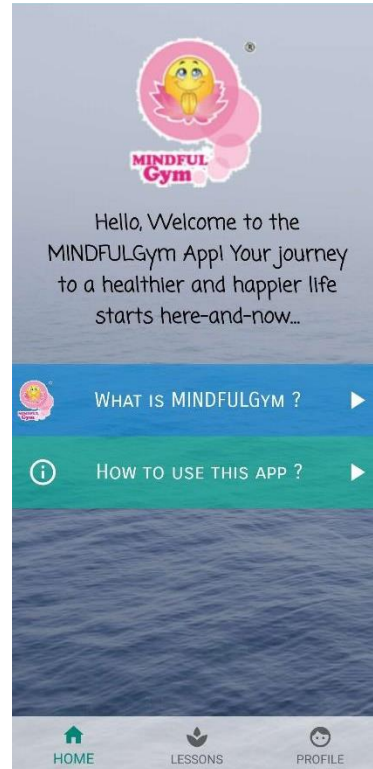 ®
MINDFUL
Gym
Hello, Welcome to the
MINDFULGym App! Your journey
to a healthier and happier life
starts here-and-now...
WHAT IS MINDFULGYM ?
HOW TO USE THIS APP ?
HOME
LESSONS
PROFILE